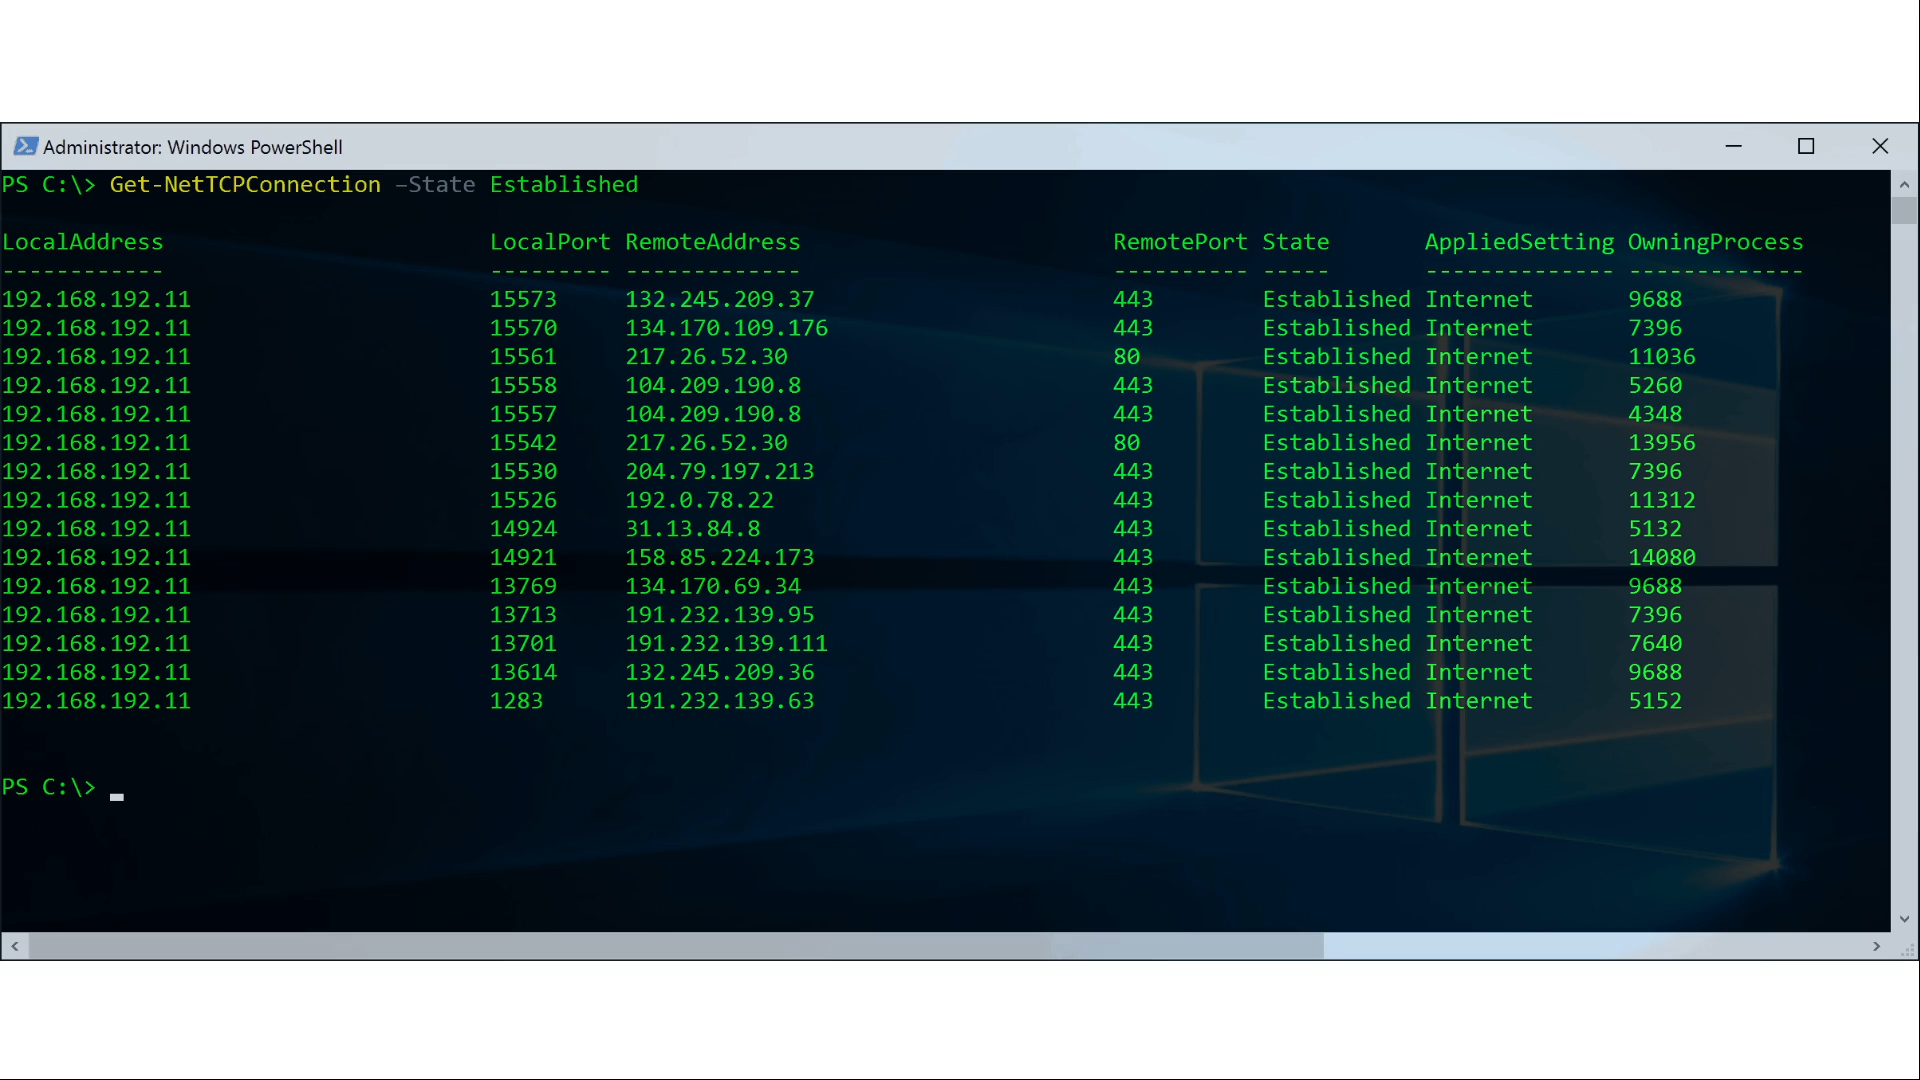 Administrator: Windows PowerShell
PS C:\> Get-NetTCPConnection –State Established
LocalAddress LocalPort RemoteAddress RemotePort State AppliedSetting OwningProcess
------------ --------- ------------- ---------- ----- -------------- -------------
192.168.192.11 15573 132.245.209.37 443 Established Internet 9688
192.168.192.11 15570 134.170.109.176 443 Established Internet 7396
192.168.192.11 15561 217.26.52.30 80 Established Internet 11036
192.168.192.11 15558 104.209.190.8 443 Established Internet 5260
192.168.192.11 15557 104.209.190.8 443 Established Internet 4348
192.168.192.11 15542 217.26.52.30 80 Established Internet 13956
192.168.192.11 15530 204.79.197.213 443 Established Internet 7396
192.168.192.11 15526 192.0.78.22 443 Established Internet 11312
192.168.192.11 14924 31.13.84.8 443 Established Internet 5132
192.168.192.11 14921 158.85.224.173 443 Established Internet 14080
192.168.192.11 13769 134.170.69.34 443 Established Internet 9688
192.168.192.11 13713 191.232.139.95 443 Established Internet 7396
192.168.192.11 13701 191.232.139.111 443 Established Internet 7640
192.168.192.11 13614 132.245.209.36 443 Established Internet 9688
192.168.192.11 1283 191.232.139.63 443 Established Internet 5152
PS C:\>